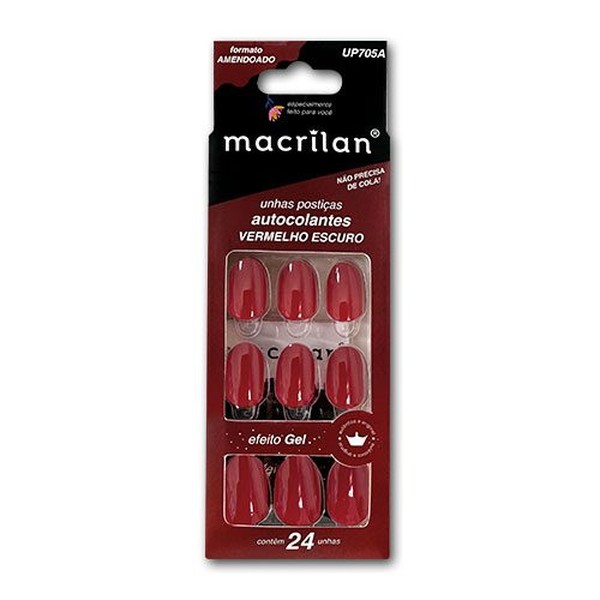 formato
AMENDOADO
UP705A
especialmente
feito para você
macrilan®
NÃO PRECISA
DE COLA!
unhas postiças
autocolantes
VERMELHO ESCURO
efeito Gel
contém 24 unhas